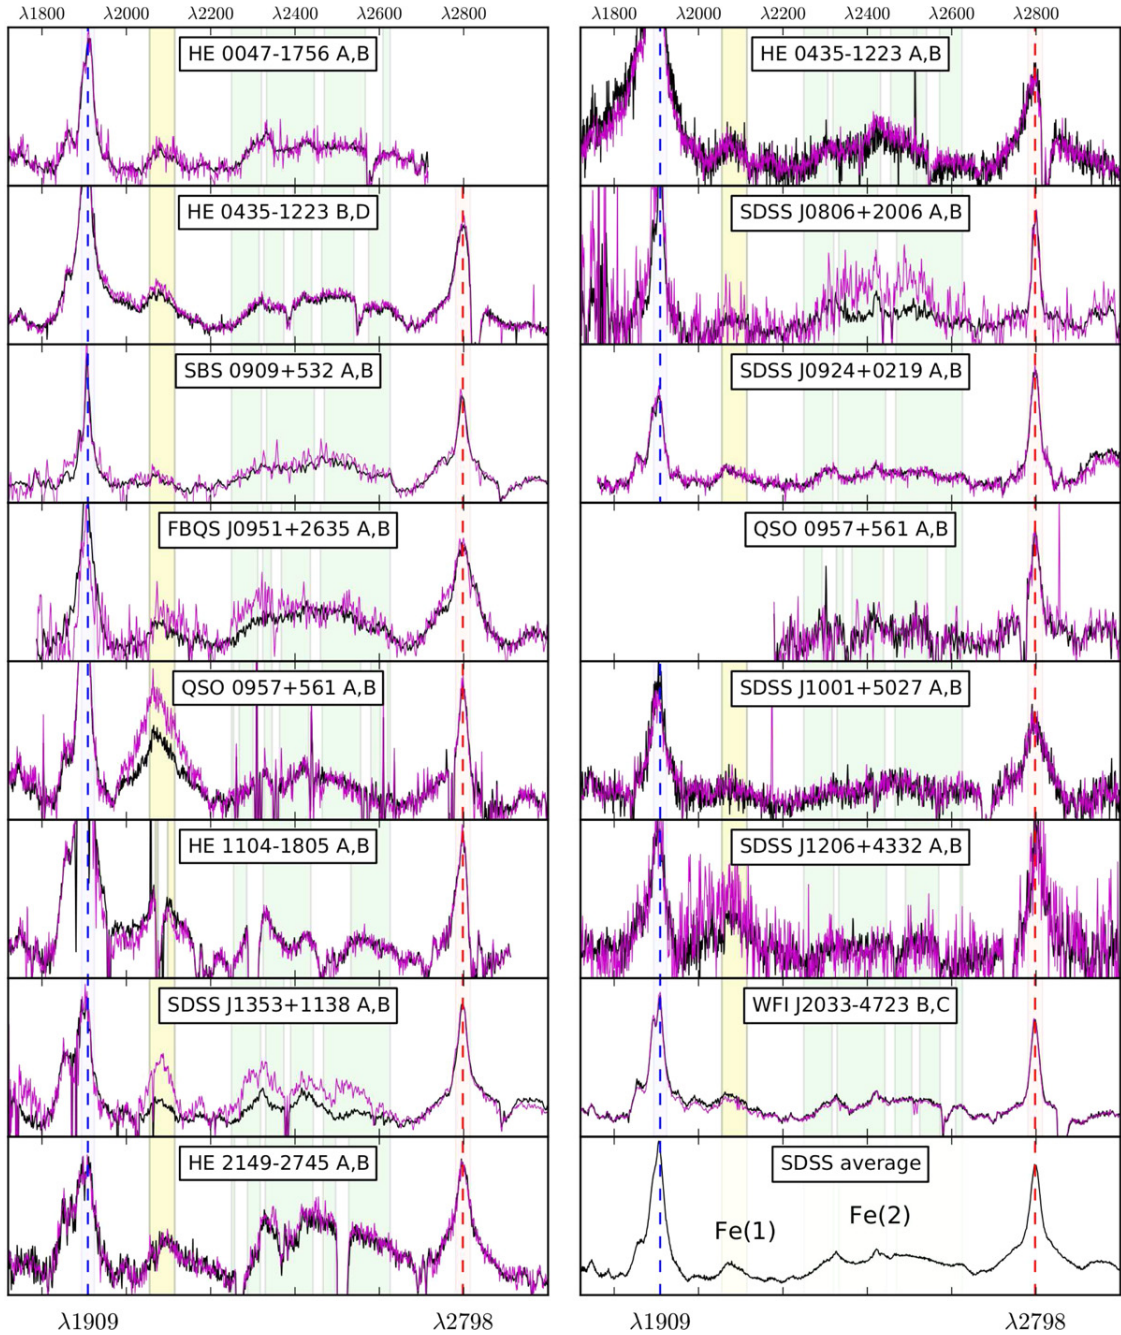 λ1800 λ2000 λ2200 λ2400 λ2600 λ2800 λ1800 λ2000 λ2200 λ2400 λ2600 λ2800
HE 0047-1756 A,B
HE 0435-1223 A,B
HE 0435-1223 B,D
SDSS J0806+2006 A,B
SBS 0909+532 A,B
SDSS J0924+0219 A,B
FBQS J0951+2635 A,B
QSO 0957+561 A,B
QSO 0957+561 A,B
SDSS J1001+5027 A,B
HE 1104-1805 A,B
SDSS J1206+4332 A,B
SDSS J1353+1138 A,B
WFI J2033-4723 B,C
HE 2149-2745 A,B
SDSS average
Fe(1) Fe(2)
λ1909 λ2798 λ1909 λ2798